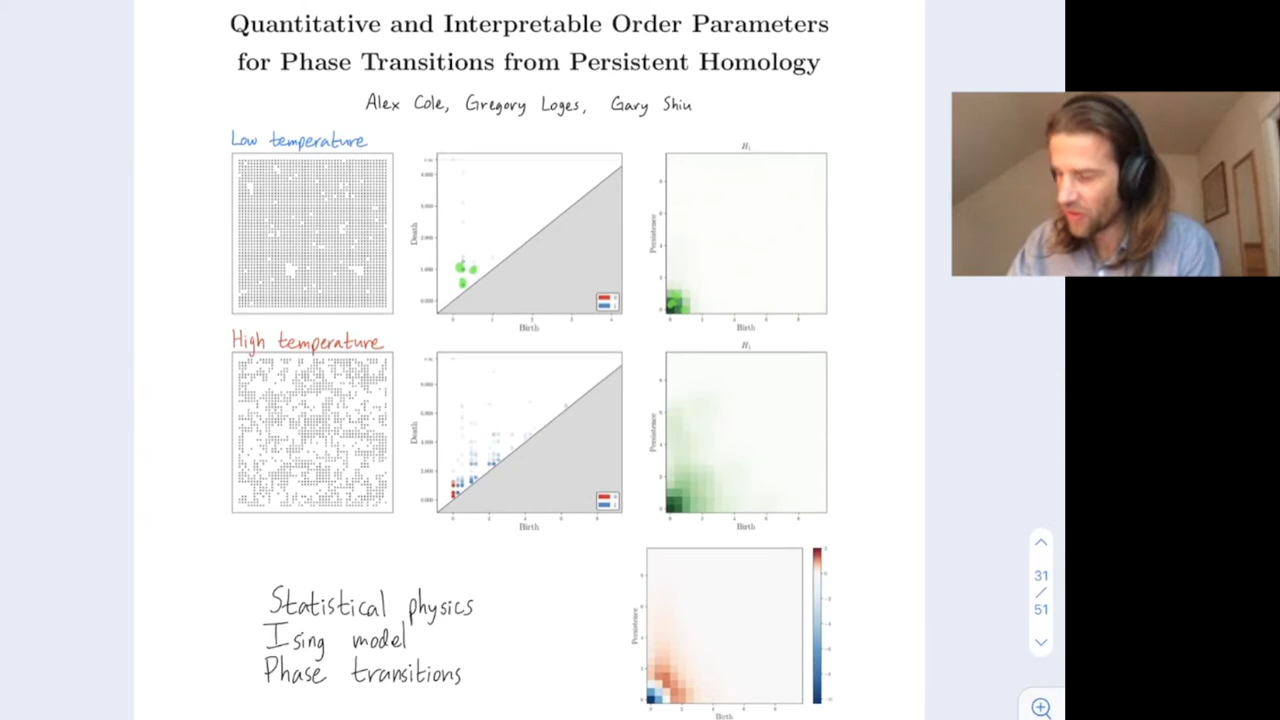 Quantitative and Interpretable Order Parameters
for Phase Transitions from Persistent Homology
Alex Cole, Gregory Loges, Gary Shiu
Low temperature
H₁
Death
Persistence
Birth
Birth
High temperature
H₁
Death
Persistence
Birth
Birth
Statistical physics
Ising model
Phase transitions
Persistence
Birth
31
/
51